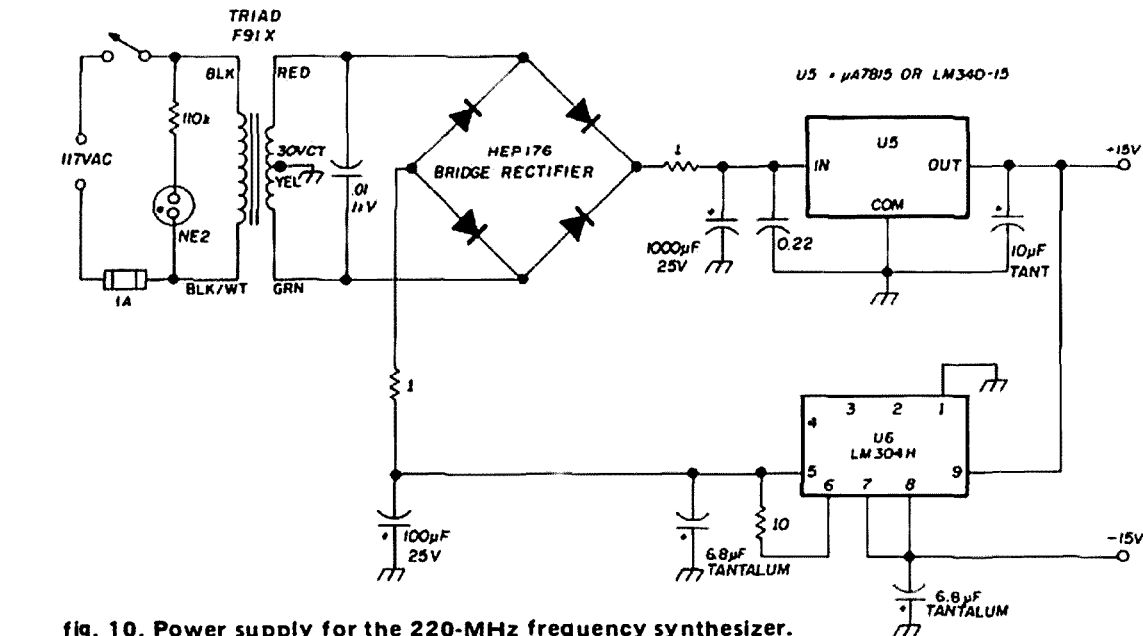 TRIAD
F91X
BLK
RED
U5 = µA7815 OR LM340-15
110k
117VAC
30VCT
YEL
.01
1kV
HEP176
BRIDGE RECTIFIER
1
IN
U5
OUT
COM
+15V
NE2
1000µF
25V
0.22
10µF
TANT
1A
BLK/WT
GRN
1
4
3
2
1
U6
LM304H
5
6
7
8
9
100µF
25V
6.8µF
TANTALUM
10
-15V
6.8µF
TANTALUM
fig. 10. Power supply for the 220-MHz frequency synthesizer.